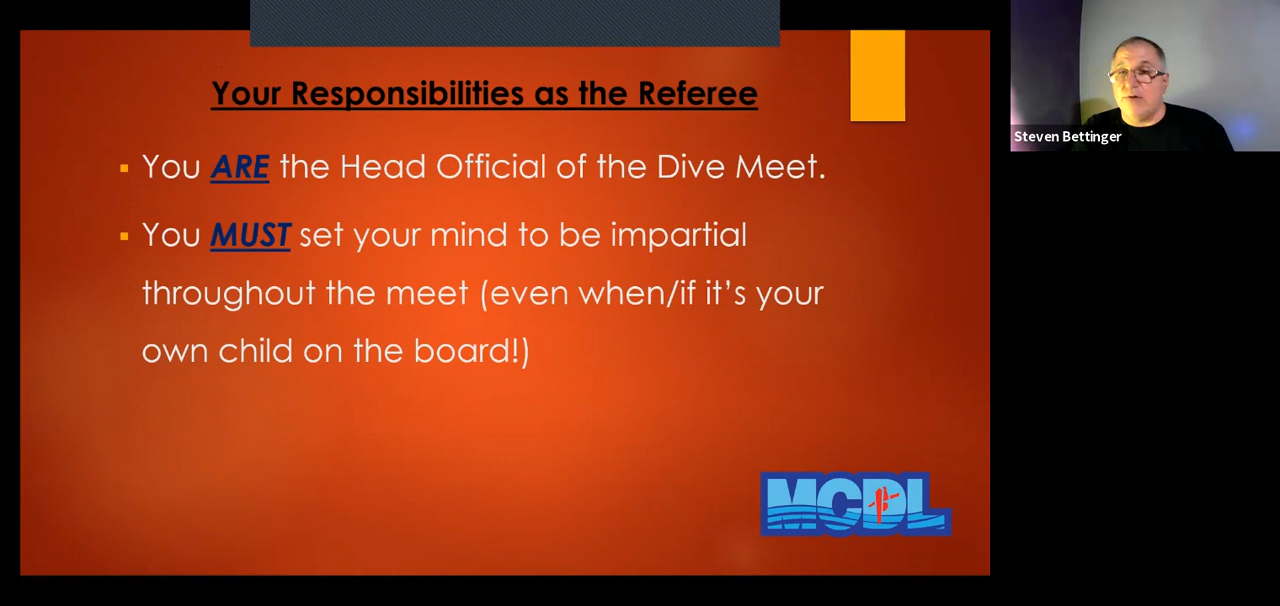 Your Responsibilities as the Referee
▪ You ARE the Head Official of the Dive Meet.
▪ You MUST set your mind to be impartial
throughout the meet (even when/if it’s your
own child on the board!)
MCDL
Steven Bettinger